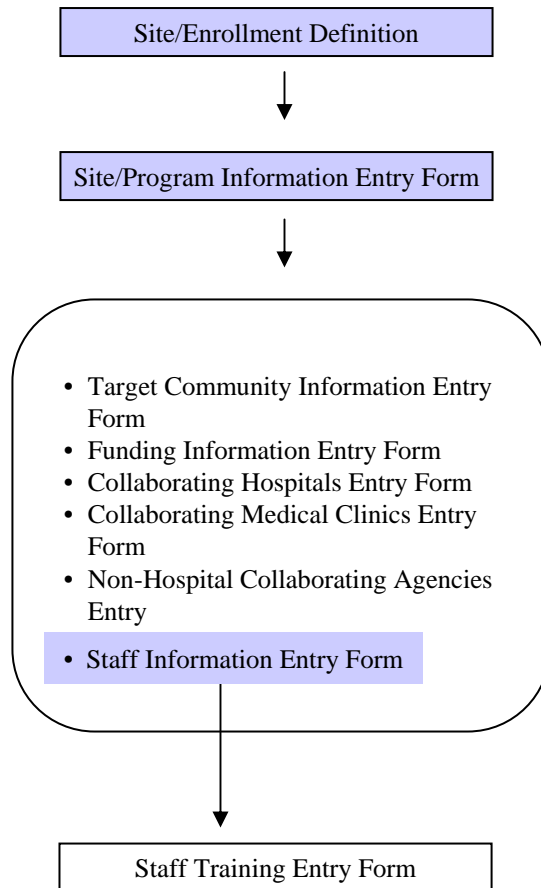 Site/Enrollment Definition
Site/Program Information Entry Form
• Target Community Information Entry
Form
• Funding Information Entry Form
• Collaborating Hospitals Entry Form
• Collaborating Medical Clinics Entry
Form
• Non-Hospital Collaborating Agencies
Entry
• Staff Information Entry Form
Staff Training Entry Form